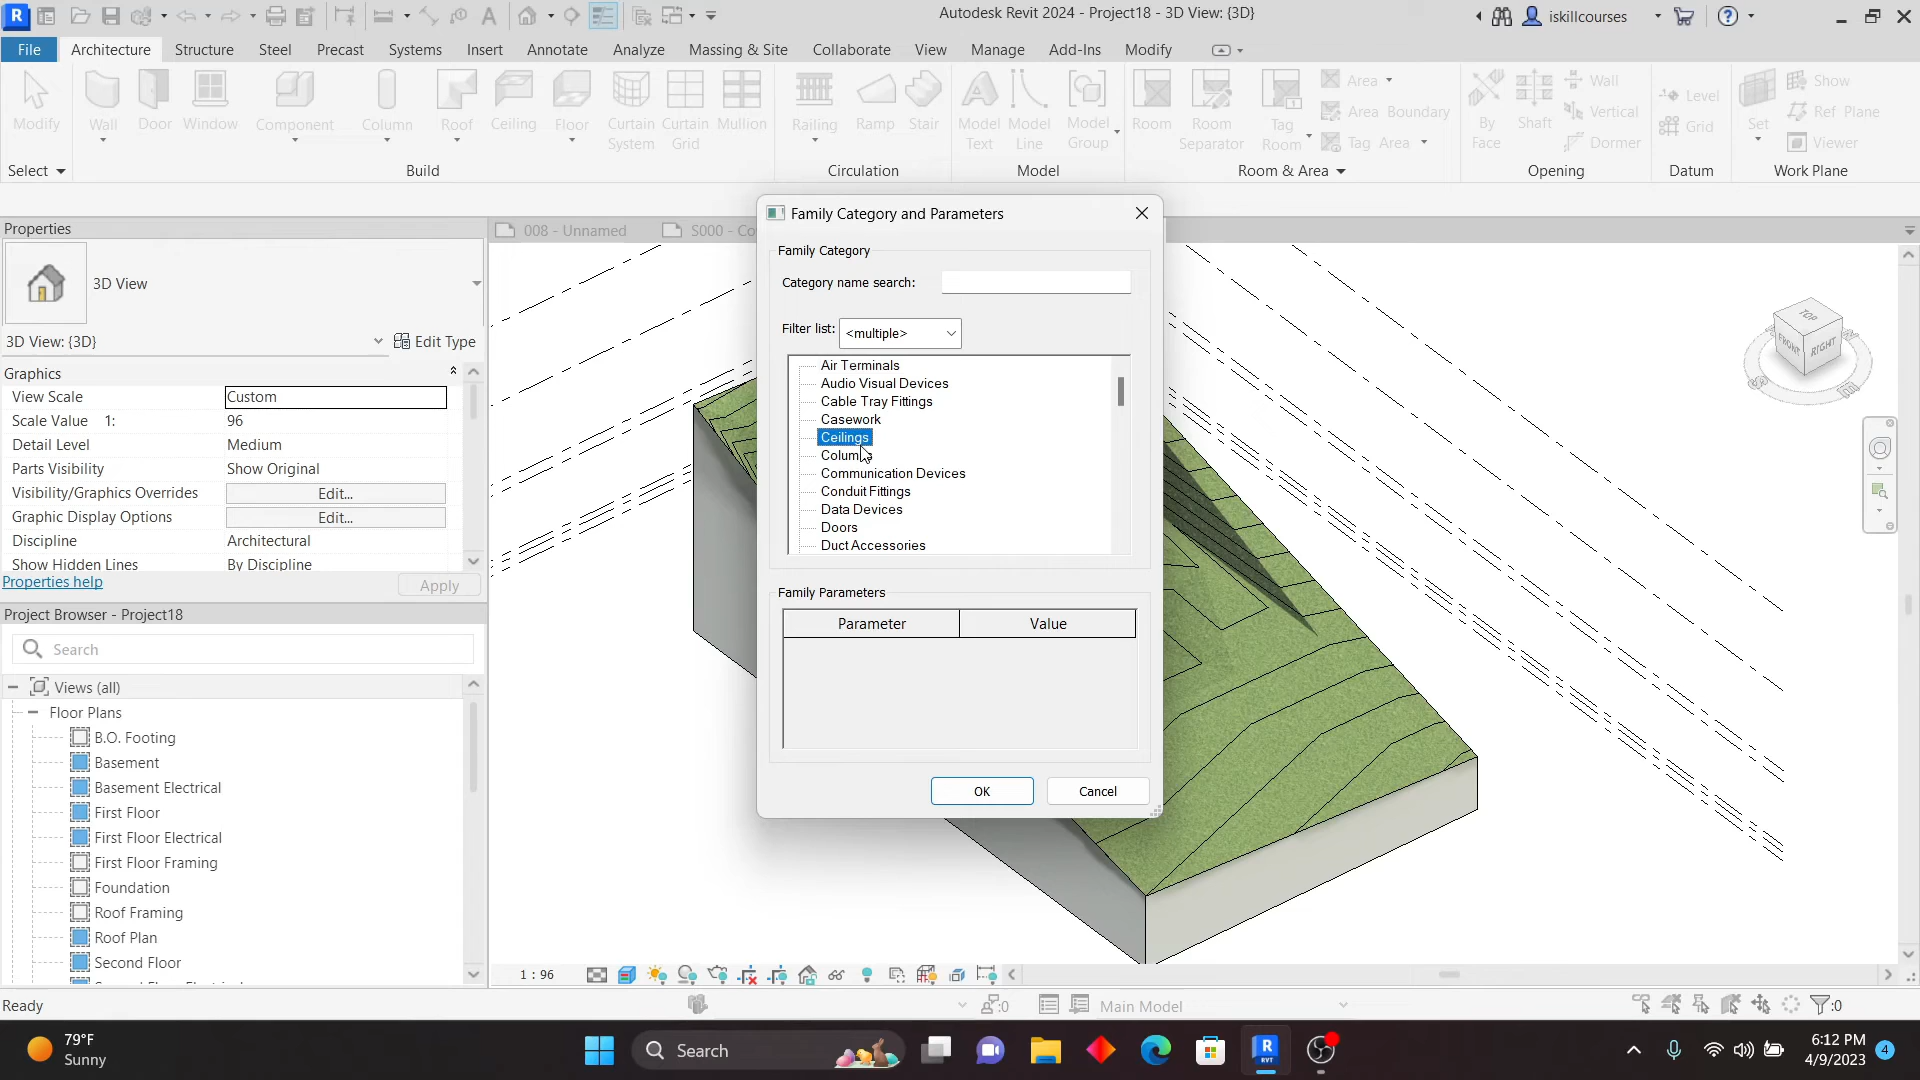 Autodesk Revit 2024 - Project18 - 3D View: {3D}
iskillcourses
File Architecture Structure Steel Precast Systems Insert Annotate Analyze Massing & Site Collaborate View Manage Add-Ins Modify
Modify Wall Door Window Component Column Roof Ceiling Floor Curtain System Curtain Grid Mullion Railing Ramp Stair Model Text Model Line Model Group Room Room Separator Tag Room Area Area Boundary Tag Area By Face Shaft Wall Vertical Dormer Level Grid Set Show Ref Plane Viewer
Select Build Circulation Model Room & Area Opening Datum Work Plane
Properties
3D View
3D View: {3D} Edit Type
Graphics
View Scale Custom
Scale Value 1: 96
Detail Level Medium
Parts Visibility Show Original
Visibility/Graphics Overrides Edit...
Graphic Display Options Edit...
Discipline Architectural
Show Hidden Lines By Discipline
Properties help Apply
Project Browser - Project18
Search
Views (all)
Floor Plans
B.O. Footing
Basement
Basement Electrical
First Floor
First Floor Electrical
First Floor Framing
Foundation
Roof Framing
Roof Plan
Second Floor
008 - Unnamed S000 - Co
Family Category and Parameters
Family Category
Category name search:
Filter list: <multiple>
Air Terminals
Audio Visual Devices
Cable Tray Fittings
Casework
Ceilings
Columns
Communication Devices
Conduit Fittings
Data Devices
Doors
Duct Accessories
Family Parameters
Parameter Value
OK Cancel
TOP
FRONT
RIGHT
1 : 96
Ready :0 Main Model :0
79°F
Sunny
Search
R
RVT
6:12 PM
4/9/2023
4